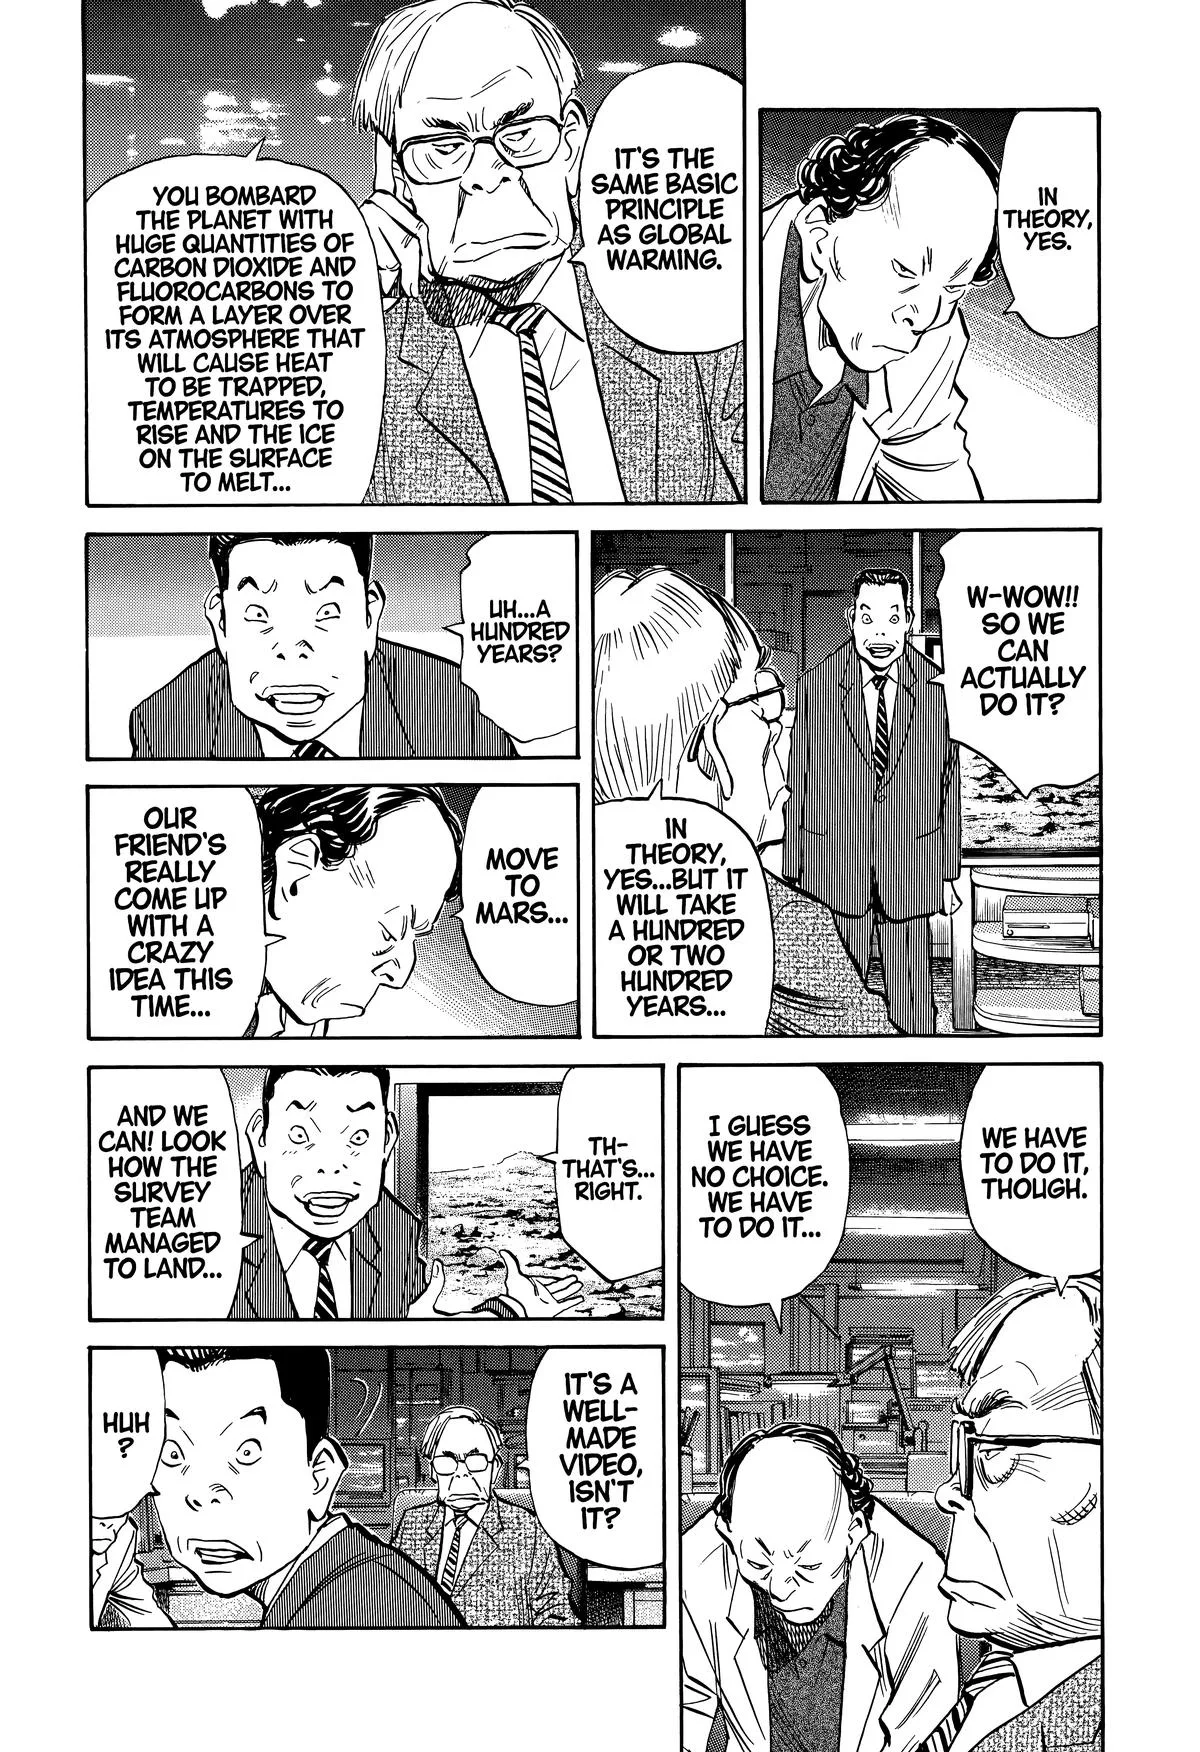 IN
THEORY,
YES.
IT'S THE
SAME BASIC
PRINCIPLE
AS GLOBAL
WARMING.
YOU BOMBARD
THE PLANET WITH
HUGE QUANTITIES OF
CARBON DIOXIDE AND
FLUOROCARBONS TO
FORM A LAYER OVER
ITS ATMOSPHERE THAT
WILL CAUSE HEAT
TO BE TRAPPED,
TEMPERATURES TO
RISE AND THE ICE
ON THE SURFACE
TO MELT...
W-WOW!!
SO WE
CAN
ACTUALLY
DO IT?
IN
THEORY,
YES...BUT IT
WILL TAKE
A HUNDRED
OR TWO
HUNDRED
YEARS...
UH...A
HUNDRED
YEARS?
MOVE
TO
MARS...
OUR
FRIEND'S
REALLY
COME UP
WITH A
CRAZY
IDEA THIS
TIME...
WE HAVE
TO DO IT,
THOUGH.
I GUESS
WE HAVE
NO CHOICE.
WE HAVE
TO DO IT...
TH-
THAT'S...
RIGHT.
AND WE
CAN! LOOK
HOW THE
SURVEY
TEAM
MANAGED
TO LAND...
IT'S A
WELL-
MADE
VIDEO,
ISN'T
IT?
HUH
?